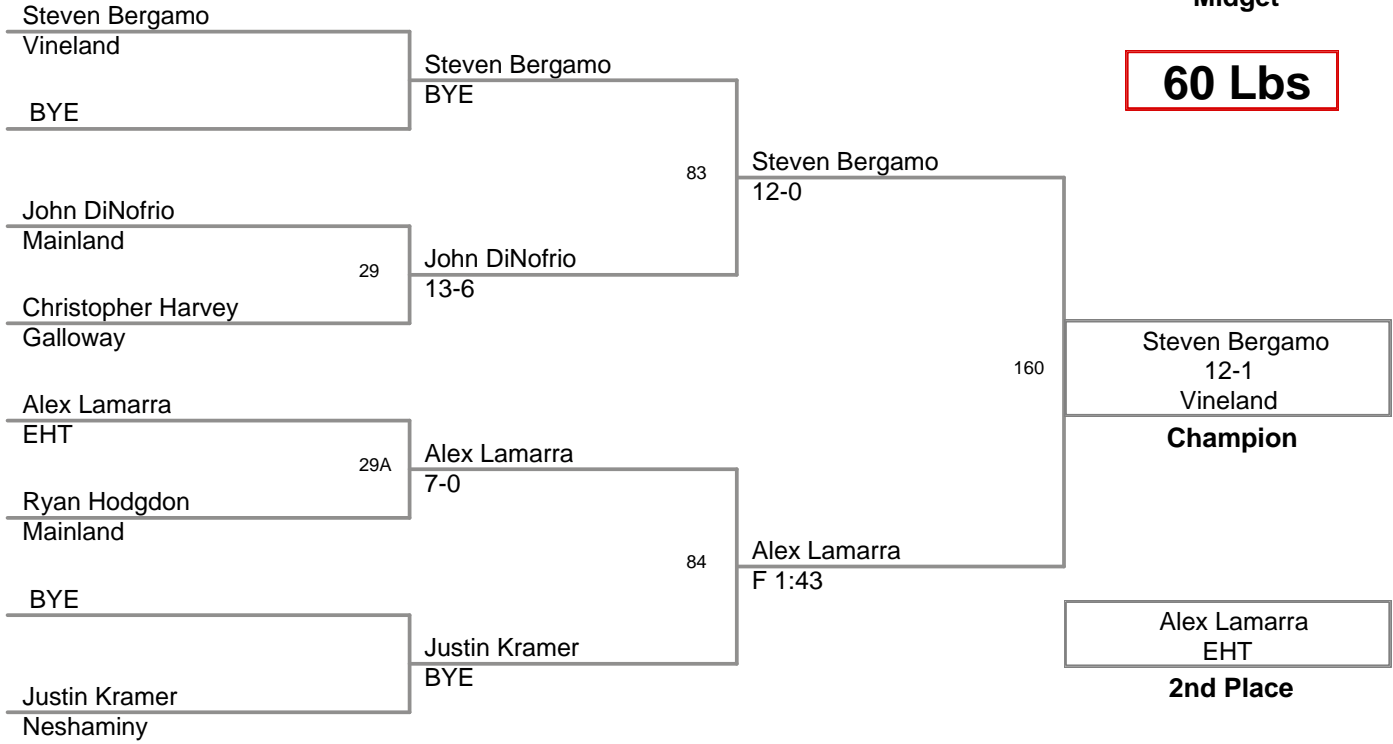 Midget
60 Lbs
Steven Bergamo
Vineland
BYE
John DiNofrio
Mainland
29
Christopher Harvey
Galloway
Alex Lamarra
EHT
29A
Ryan Hodgdon
Mainland
BYE
Justin Kramer
Neshaminy
Steven Bergamo
BYE
83
John DiNofrio
13-6
Alex Lamarra
7-0
84
Justin Kramer
BYE
Steven Bergamo
12-0
160
Alex Lamarra
F 1:43
Steven Bergamo
12-1
Vineland
Champion
Alex Lamarra
EHT
2nd Place